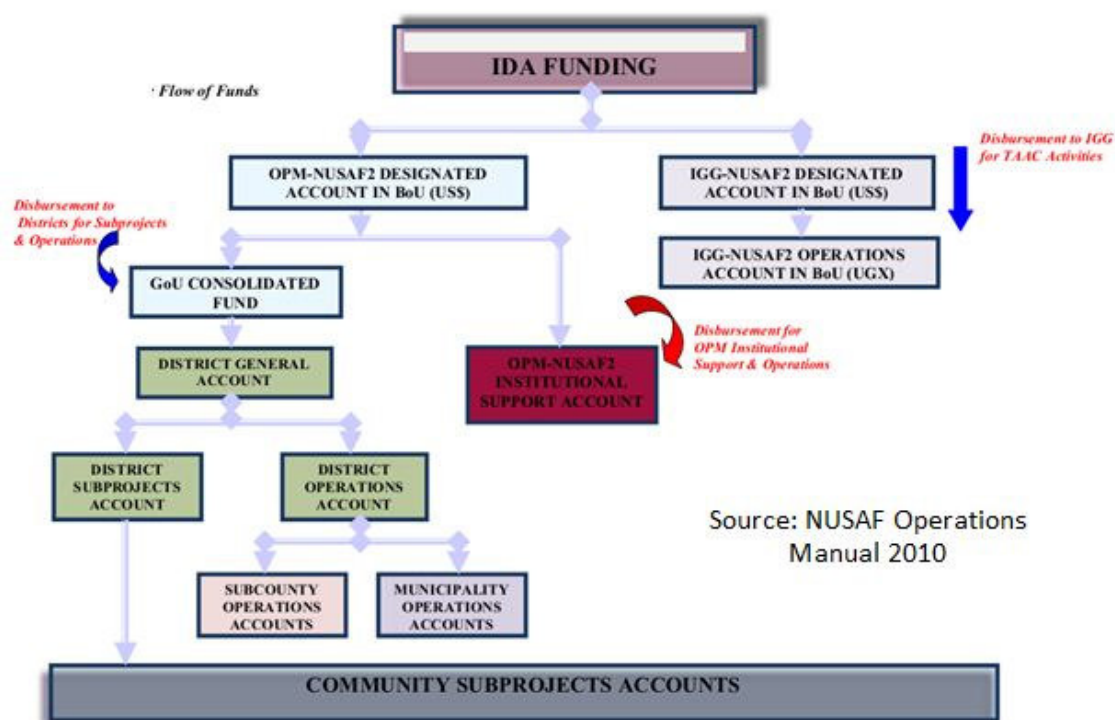 IDA FUNDING
· Flow of Funds
Disbursement to IGG
for TAAC Activities
OPM-NUSAF2 DESIGNATED
ACCOUNT IN BoU (US$)
IGG-NUSAF2 DESIGNATED
ACCOUNT IN BoU (US$)
Disbursement to
Districts for Subprojects
& Operations
IGG-NUSAF2 OPERATIONS
ACCOUNT IN BoU (UGX)
GoU CONSOLIDATED
FUND
Disbursement for
OPM Institutional
Support & Operations
DISTRICT GENERAL
ACCOUNT
OPM-NUSAF2
INSTITUTIONAL
SUPPORT ACCOUNT
DISTRICT
SUBPROJECTS
ACCOUNT
DISTRICT
OPERATIONS
ACCOUNT
Source: NUSAF Operations
Manual 2010
SUBCOUNTY
OPERATIONS
ACCOUNTS
MUNICIPALITY
OPERATIONS
ACCOUNTS
COMMUNITY SUBPROJECTS ACCOUNTS